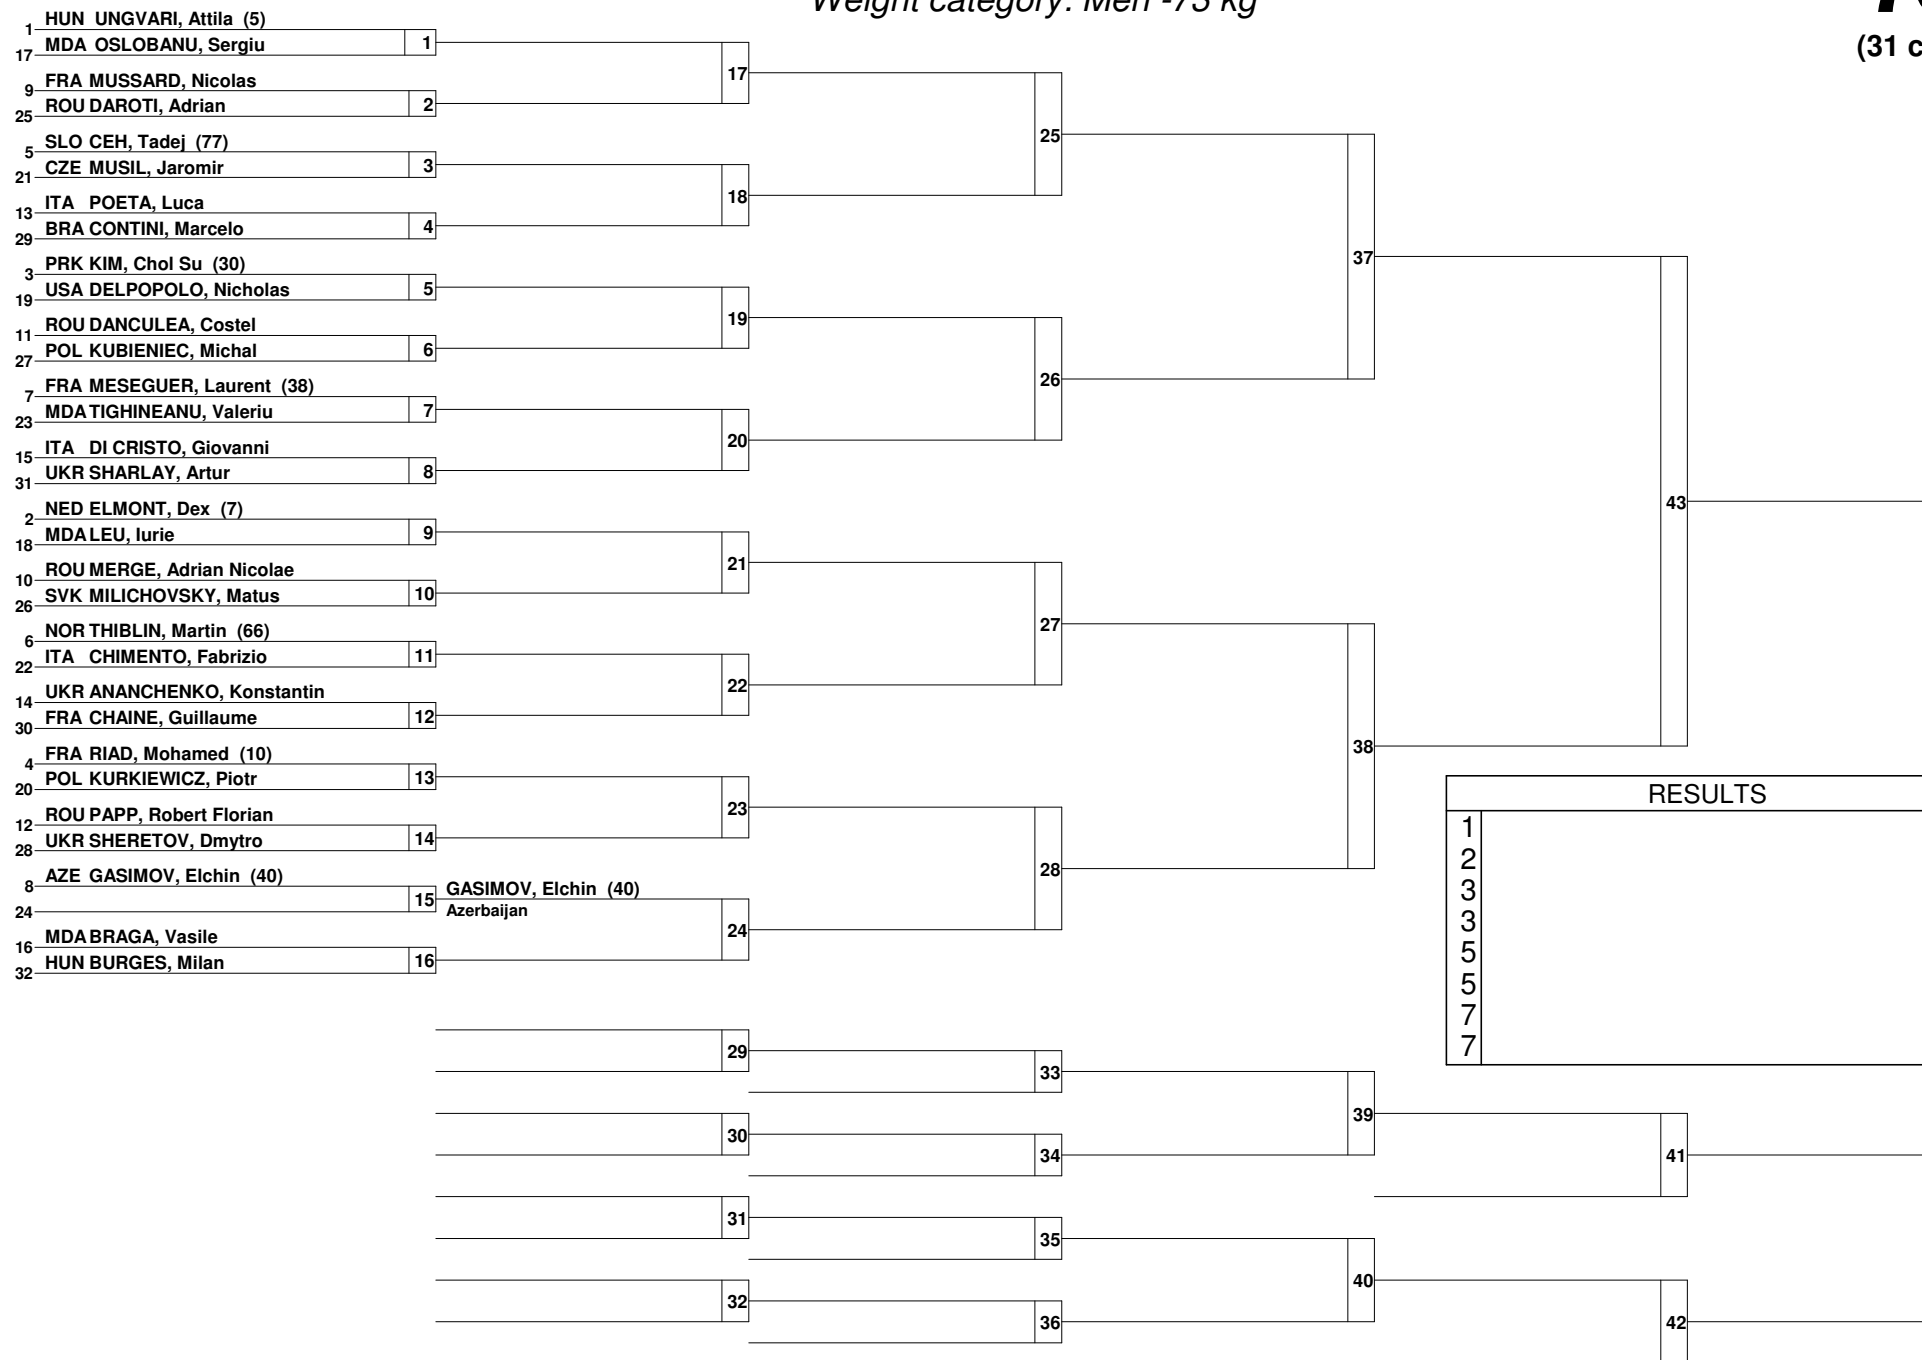 Weight category: Men -73 kg
(31 c
1 HUN UNGVARI, Attila (5)
17 MDA OSLOBANU, Sergiu 1
17
9 FRA MUSSARD, Nicolas
25 ROU DAROTI, Adrian 2
25
5 SLO CEH, Tadej (77)
21 CZE MUSIL, Jaromir 3
18
13 ITA POETA, Luca
29 BRA CONTINI, Marcelo 4
37
3 PRK KIM, Chol Su (30)
19 USA DELPOPOLO, Nicholas 5
19
11 ROU DANCULEA, Costel
27 POL KUBIENIEC, Michal 6
26
7 FRA MESEGUER, Laurent (38)
23 MDA TIGHINEANU, Valeriu 7
20
15 ITA DI CRISTO, Giovanni
31 UKR SHARLAY, Artur 8
43
2 NED ELMONT, Dex (7)
18 MDA LEU, Iurie 9
21
10 ROU MERGE, Adrian Nicolae
26 SVK MILICHOVSKY, Matus 10
27
6 NOR THIBLIN, Martin (66)
22 ITA CHIMENTO, Fabrizio 11
22
14 UKR ANANCHENKO, Konstantin
30 FRA CHAINE, Guillaume 12
38
4 FRA RIAD, Mohamed (10)
20 POL KURKIEWICZ, Piotr 13
23
12 ROU PAPP, Robert Florian
28 UKR SHERETOV, Dmytro 14
28
8 AZE GASIMOV, Elchin (40)
24 15 GASIMOV, Elchin (40)
Azerbaijan
24
16 MDA BRAGA, Vasile
32 HUN BURGES, Milan 16
RESULTS
1
2
3
3
5
5
7
7
29
33
39
30
34
41
31
35
40
32
36
42